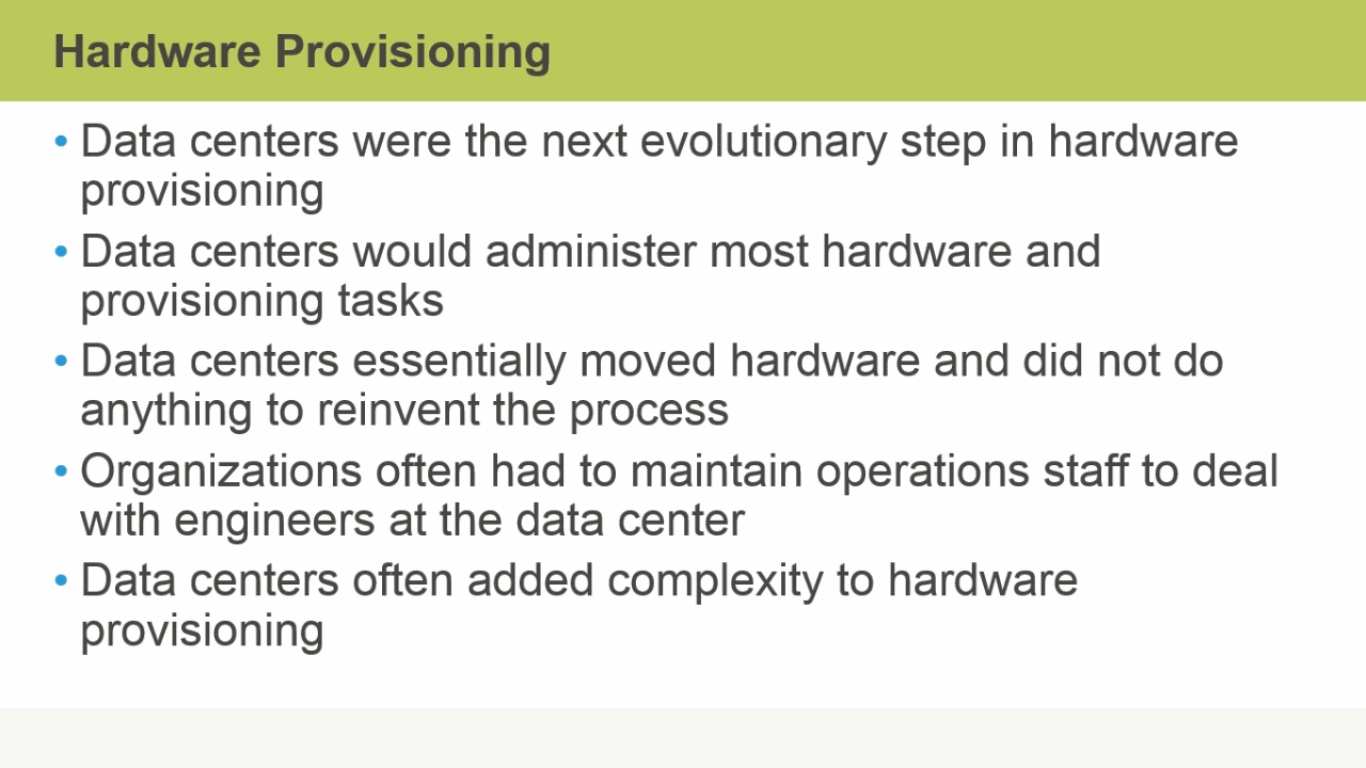 Hardware Provisioning
• Data centers were the next evolutionary step in hardware
provisioning
• Data centers would administer most hardware and
provisioning tasks
• Data centers essentially moved hardware and did not do
anything to reinvent the process
• Organizations often had to maintain operations staff to deal
with engineers at the data center
• Data centers often added complexity to hardware
provisioning